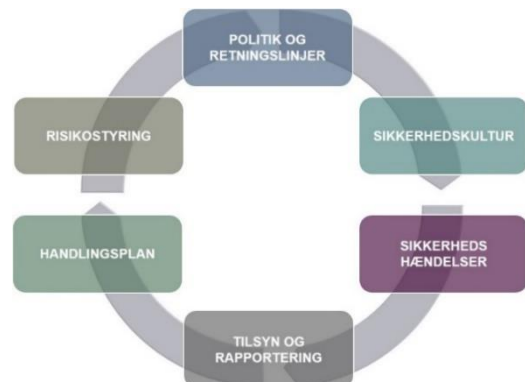 POLITIK OG
RETNINGSLINJER
SIKKERHEDSKULTUR
SIKKERHEDS
HÆNDELSER
TILSYN OG
RAPPORTERING
HANDLINGSPLAN
RISIKOSTYRING